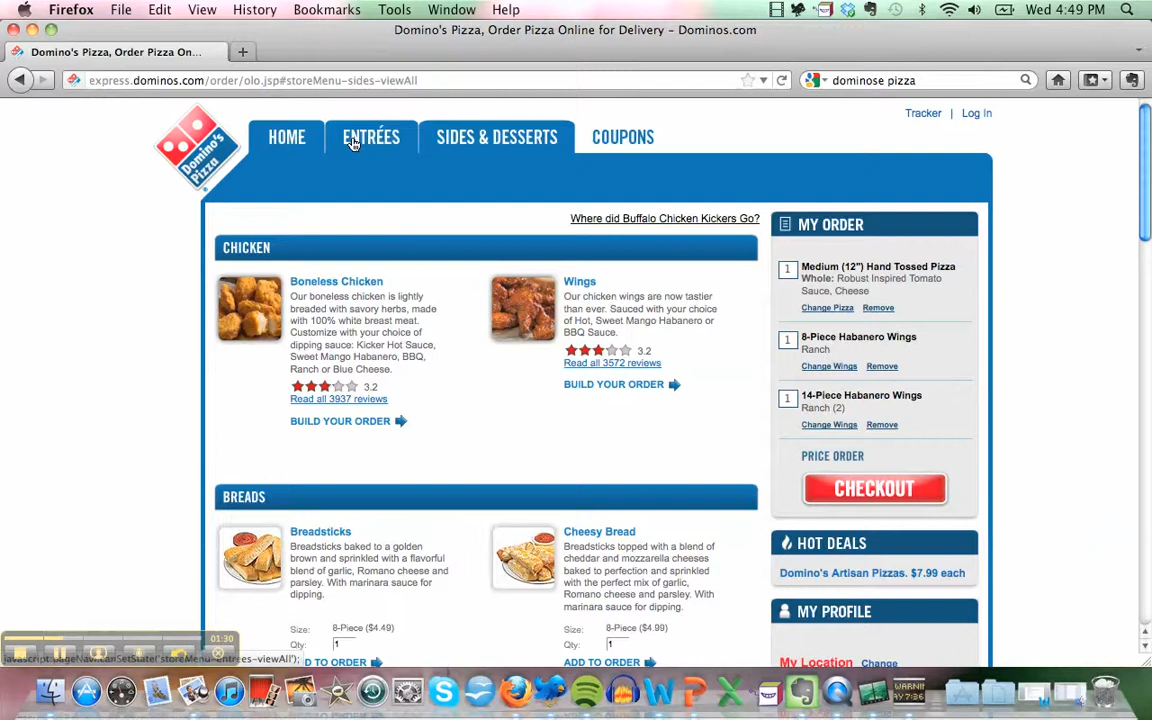 Firefox File Edit View History Bookmarks Tools Window Help Wed 4:49 PM
Domino's Pizza, Order Pizza Online for Delivery – Dominos.com
Domino's Pizza, Order Pizza On...
express.dominos.com/order/olo.jsp#storeMenu-sides-viewAll
dominose pizza
Tracker Log In
Domino's Pizza
HOME ENTRÉES SIDES & DESSERTS COUPONS
Where did Buffalo Chicken Kickers Go?
CHICKEN
Boneless Chicken
Our boneless chicken is lightly
breaded with savory herbs, made
with 100% white breast meat.
Customize with your choice of
dipping sauce: Kicker Hot Sauce,
Sweet Mango Habanero, BBQ,
Ranch or Blue Cheese.
3.2
Read all 3937 reviews
BUILD YOUR ORDER
Wings
Our chicken wings are now tastier
than ever. Sauced with your choice
of Hot, Sweet Mango Habanero or
BBQ Sauce.
3.2
Read all 3572 reviews
BUILD YOUR ORDER
BREADS
Breadsticks
Breadsticks baked to a golden
brown and sprinkled with a flavorful
blend of garlic, Romano cheese and
parsley. With marinara sauce for
dipping.
Size: 8-Piece ($4.49)
Qty: 1
D TO ORDER
Cheesy Bread
Breadsticks topped with a blend of
cheddar and mozzarella cheeses
baked to perfection and sprinkled
with the perfect mix of garlic,
Romano cheese and parsley. With
marinara sauce for dipping.
Size: 8-Piece ($4.99)
Qty: 1
ADD TO ORDER
MY ORDER
1 Medium (12") Hand Tossed Pizza
Whole: Robust Inspired Tomato
Sauce, Cheese
Change Pizza Remove
1 8-Piece Habanero Wings
Ranch
Change Wings Remove
1 14-Piece Habanero Wings
Ranch (2)
Change Wings Remove
PRICE ORDER
CHECKOUT
HOT DEALS
Domino's Artisan Pizzas. $7.99 each
MY PROFILE
My Location Change
01:30
javascript:pageNav.canSetState('storeMenu-entrees-viewAll');